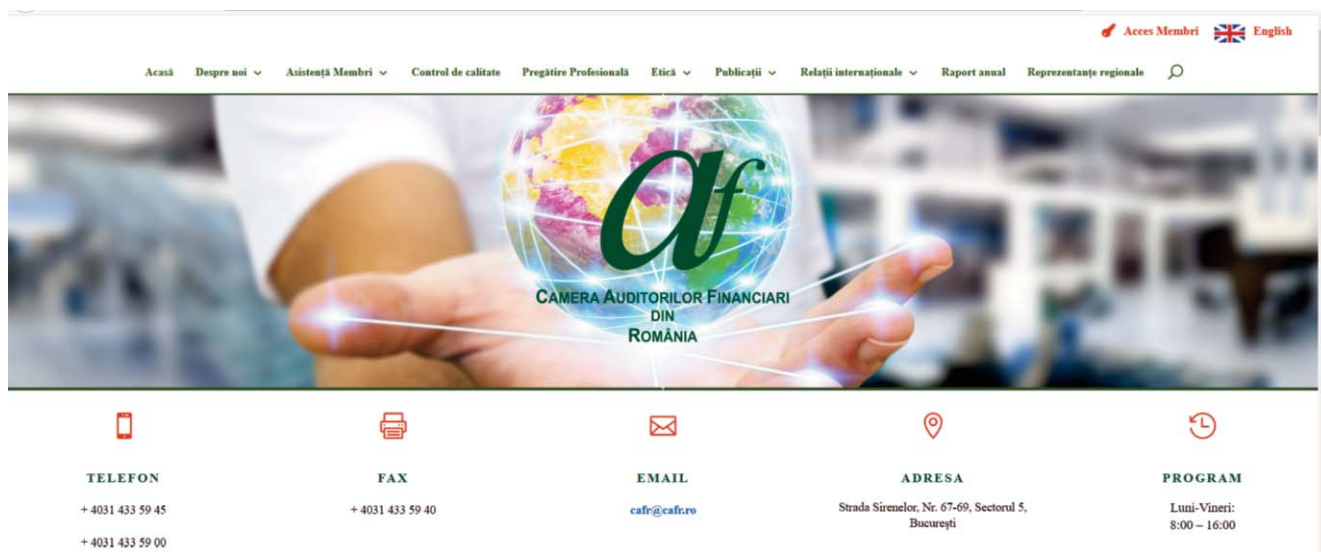 Acces Membri English
Acasă Despre noi Asistență Membri Control de calitate Pregătire Profesională Etică Publicații Relații internaționale Raport anual Reprezentanțe regionale
af
CAMERA AUDITORILOR FINANCIARI
DIN
ROMÂNIA
TELEFON
+ 4031 433 59 45
+ 4031 433 59 00
FAX
+ 4031 433 59 40
EMAIL
cafr@cafr.ro
ADRESA
Strada Sirenelor, Nr. 67-69, Sectorul 5,
București
PROGRAM
Luni-Vineri:
8:00 – 16:00